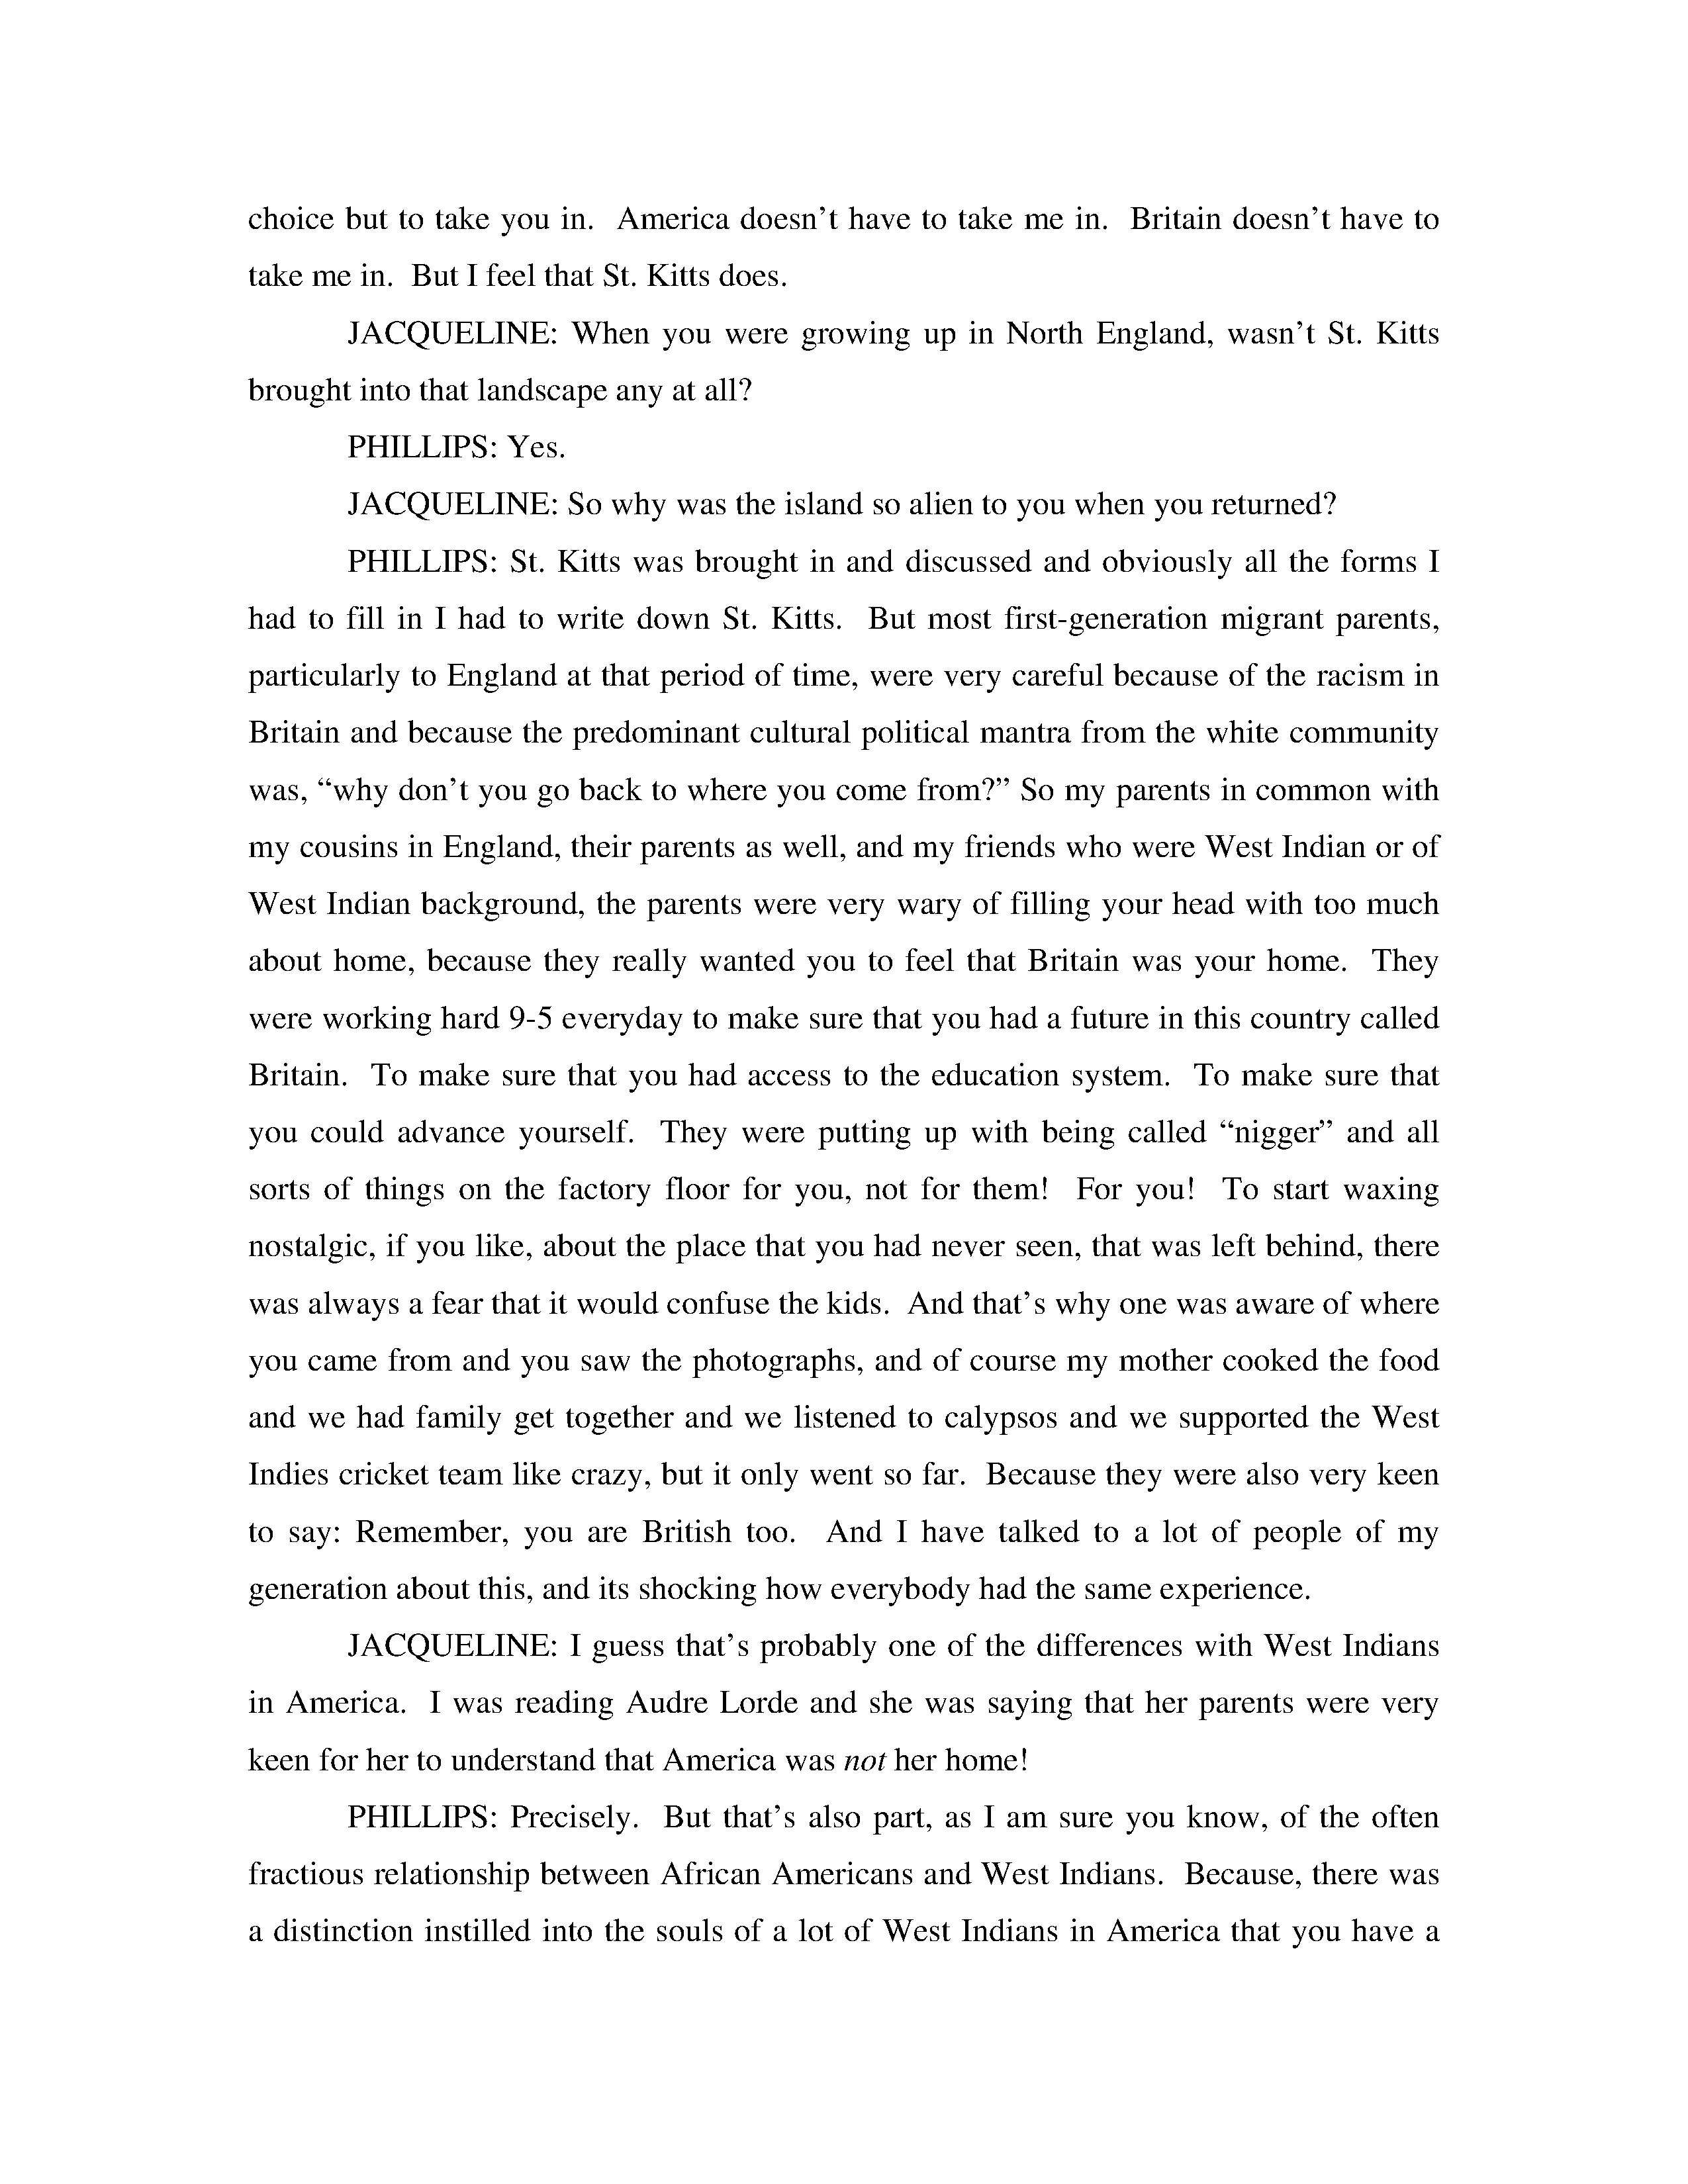 choice but to take you in.  America doesn’t have to take me in.  Britain doesn’t have to
take me in.  But I feel that St. Kitts does.
JACQUELINE: When you were growing up in North England, wasn’t St. Kitts
brought into that landscape any at all?
PHILLIPS: Yes.
JACQUELINE: So why was the island so alien to you when you returned?
PHILLIPS: St. Kitts was brought in and discussed and obviously all the forms I
had to fill in I had to write down St. Kitts.  But most first-generation migrant parents,
particularly to England at that period of time, were very careful because of the racism in
Britain and because the predominant cultural political mantra from the white community
was, “why don’t you go back to where you come from?” So my parents in common with
my cousins in England, their parents as well, and my friends who were West Indian or of
West Indian background, the parents were very wary of filling your head with too much
about home, because they really wanted you to feel that Britain was your home.  They
were working hard 9-5 everyday to make sure that you had a future in this country called
Britain.  To make sure that you had access to the education system.  To make sure that
you could advance yourself.  They were putting up with being called “nigger” and all
sorts of things on the factory floor for you, not for them!  For you!  To start waxing
nostalgic, if you like, about the place that you had never seen, that was left behind, there
was always a fear that it would confuse the kids.  And that’s why one was aware of where
you came from and you saw the photographs, and of course my mother cooked the food
and we had family get together and we listened to calypsos and we supported the West
Indies cricket team like crazy, but it only went so far.  Because they were also very keen
to say: Remember, you are British too.  And I have talked to a lot of people of my
generation about this, and its shocking how everybody had the same experience.
JACQUELINE: I guess that’s probably one of the differences with West Indians
in America.  I was reading Audre Lorde and she was saying that her parents were very
keen for her to understand that America was not her home!
PHILLIPS: Precisely.  But that’s also part, as I am sure you know, of the often
fractious relationship between African Americans and West Indians.  Because, there was
a distinction instilled into the souls of a lot of West Indians in America that you have a